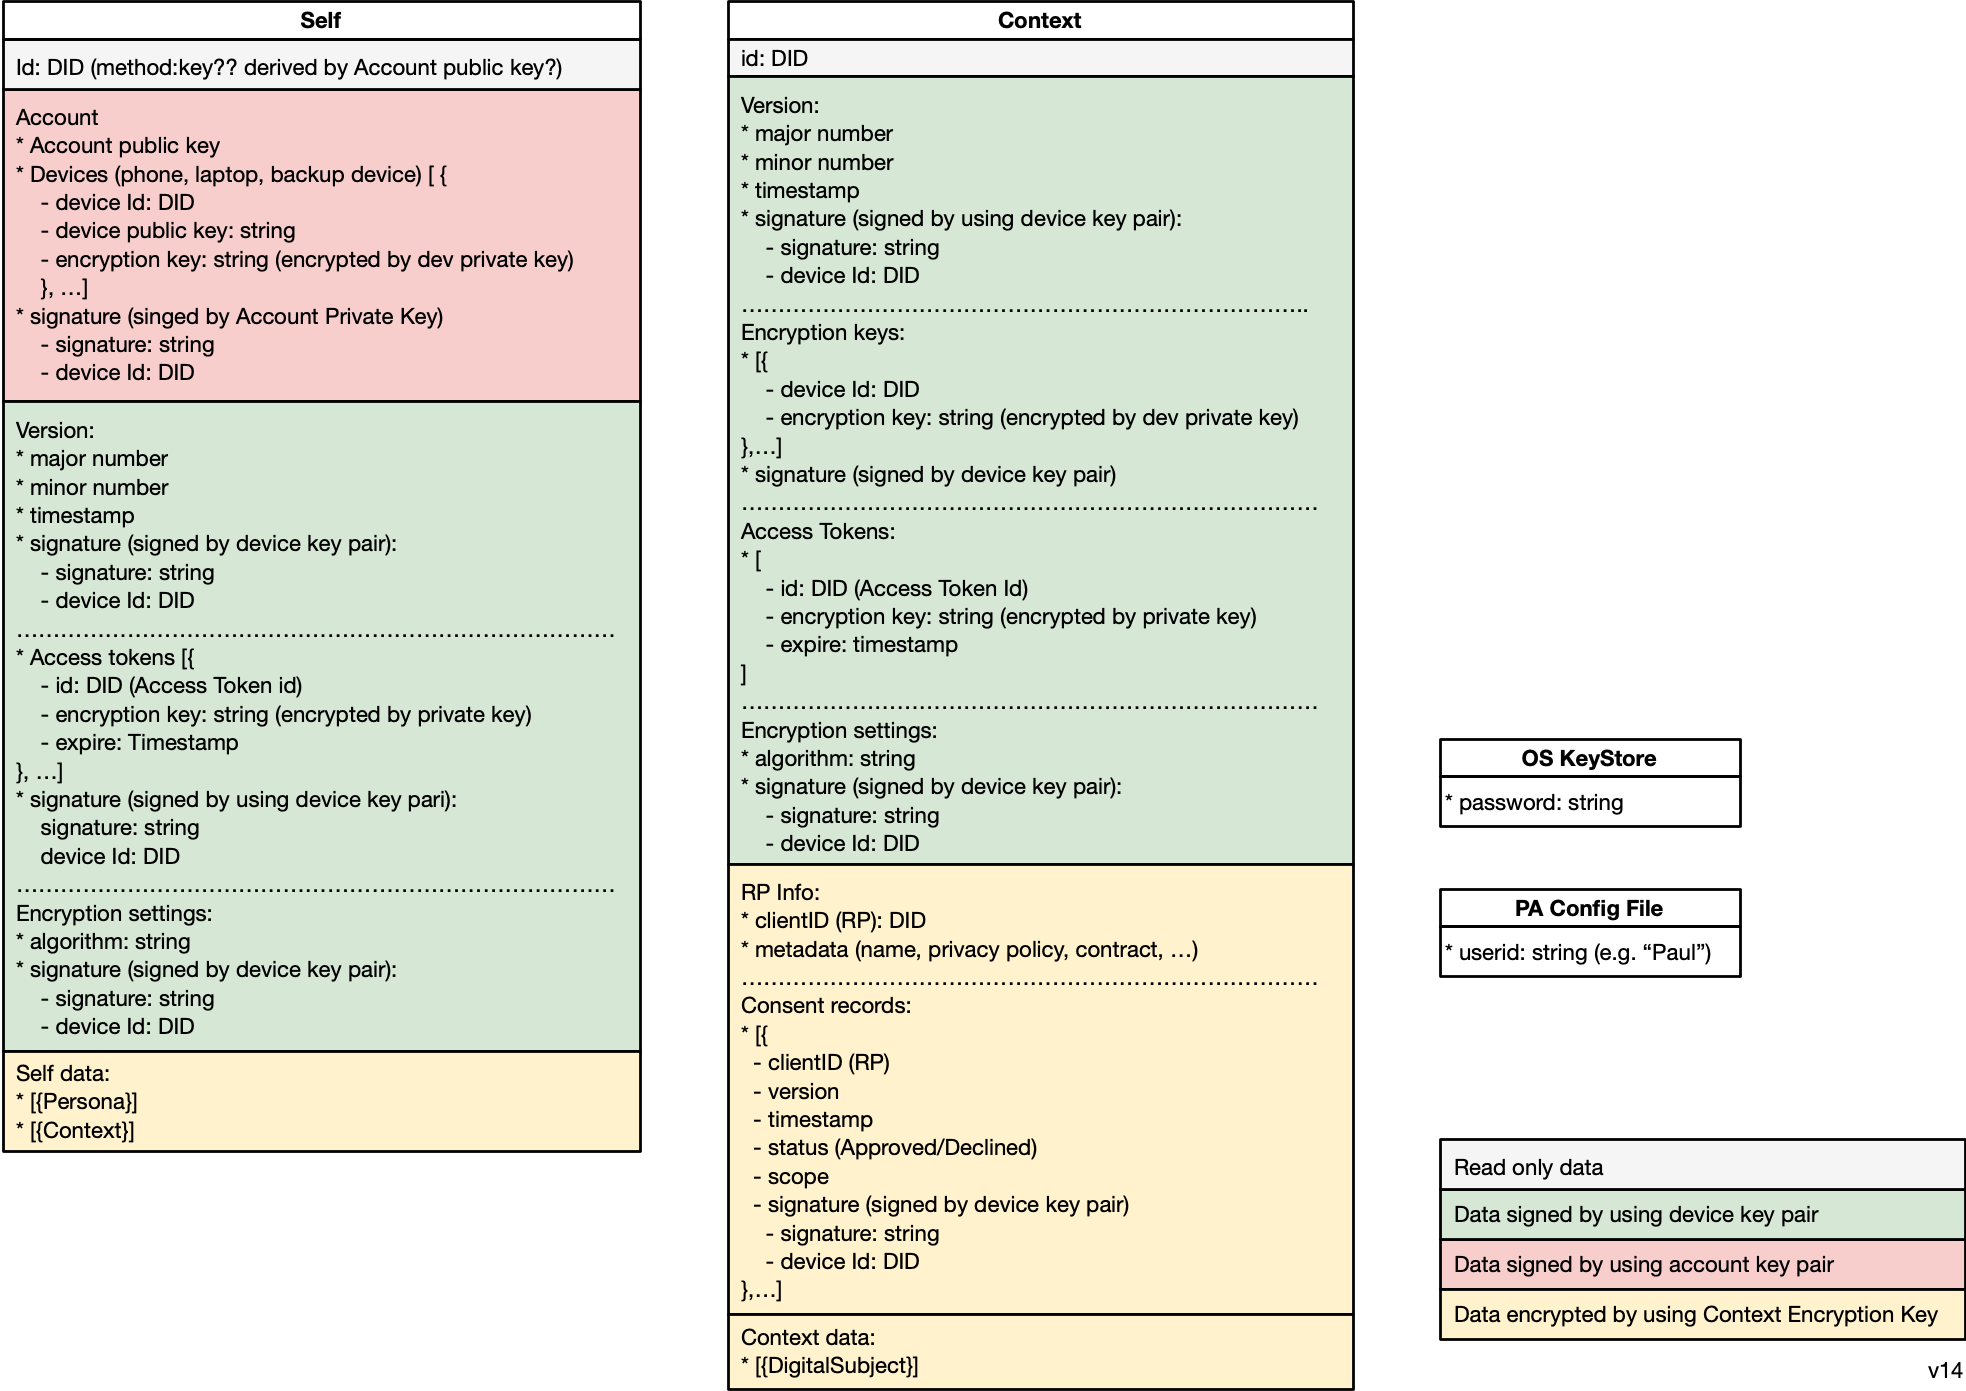 Self
Id: DID (method:key?? derived by Account public key?)
Account
* Account public key
* Devices (phone, laptop, backup device) [ {
- device Id: DID
- device public key: string
- encryption key: string (encrypted by dev private key)
}, …]
* signature (singed by Account Private Key)
- signature: string
- device Id: DID
Version:
* major number
* minor number
* timestamp
* signature (signed by device key pair):
- signature: string
- device Id: DID
………………………………………………………………………
* Access tokens [{
- id: DID (Access Token id)
- encryption key: string (encrypted by private key)
- expire: Timestamp
}, …]
* signature (signed by using device key pari):
signature: string
device Id: DID
………………………………………………………………………
Encryption settings:
* algorithm: string
* signature (signed by device key pair):
- signature: string
- device Id: DID
Self data:
* [{Persona}]
* [{Context}]
Context
id: DID
Version:
* major number
* minor number
* timestamp
* signature (signed by using device key pair):
- signature: string
- device Id: DID
…………………………………………………………………..
Encryption keys:
* [{
- device Id: DID
- encryption key: string (encrypted by dev private key)
},…]
* signature (signed by device key pair)
……………………………………………………………………
Access Tokens:
* [
- id: DID (Access Token Id)
- encryption key: string (encrypted by private key)
- expire: timestamp
]
……………………………………………………………………
Encryption settings:
* algorithm: string
* signature (signed by device key pair):
- signature: string
- device Id: DID
RP Info:
* clientID (RP): DID
* metadata (name, privacy policy, contract, …)
……………………………………………………………………
Consent records:
* [{
- clientID (RP)
- version
- timestamp
- status (Approved/Declined)
- scope
- signature (signed by device key pair)
- signature: string
- device Id: DID
},…]
Context data:
* [{DigitalSubject}]
OS KeyStore
* password: string
PA Config File
* userid: string (e.g. “Paul”)
Read only data
Data signed by using device key pair
Data signed by using account key pair
Data encrypted by using Context Encryption Key
v14